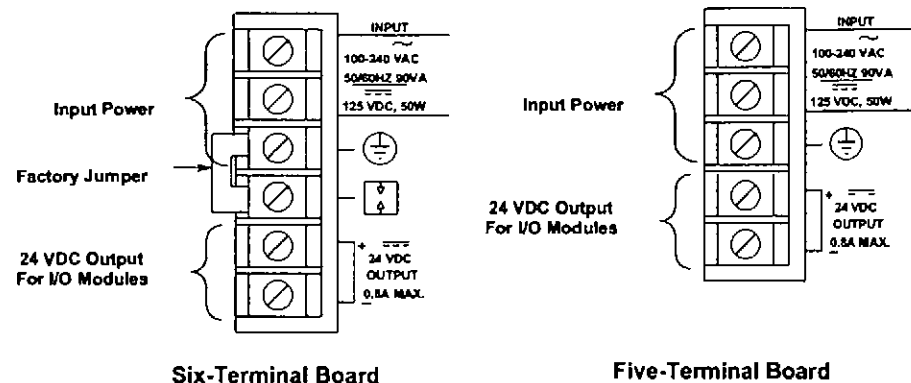 INPUT
100-240 VAC
50/60HZ 90VA
125 VDC, 50W
Input Power
Factory Jumper
24 VDC Output
For I/O Modules
+ 24 VDC
OUTPUT
0.8A MAX.
Six-Terminal Board
INPUT
100-240 VAC
50/60HZ 90VA
125 VDC, 50W
Input Power
24 VDC Output
For I/O Modules
+ 24 VDC
OUTPUT
0.8A MAX.
Five-Terminal Board